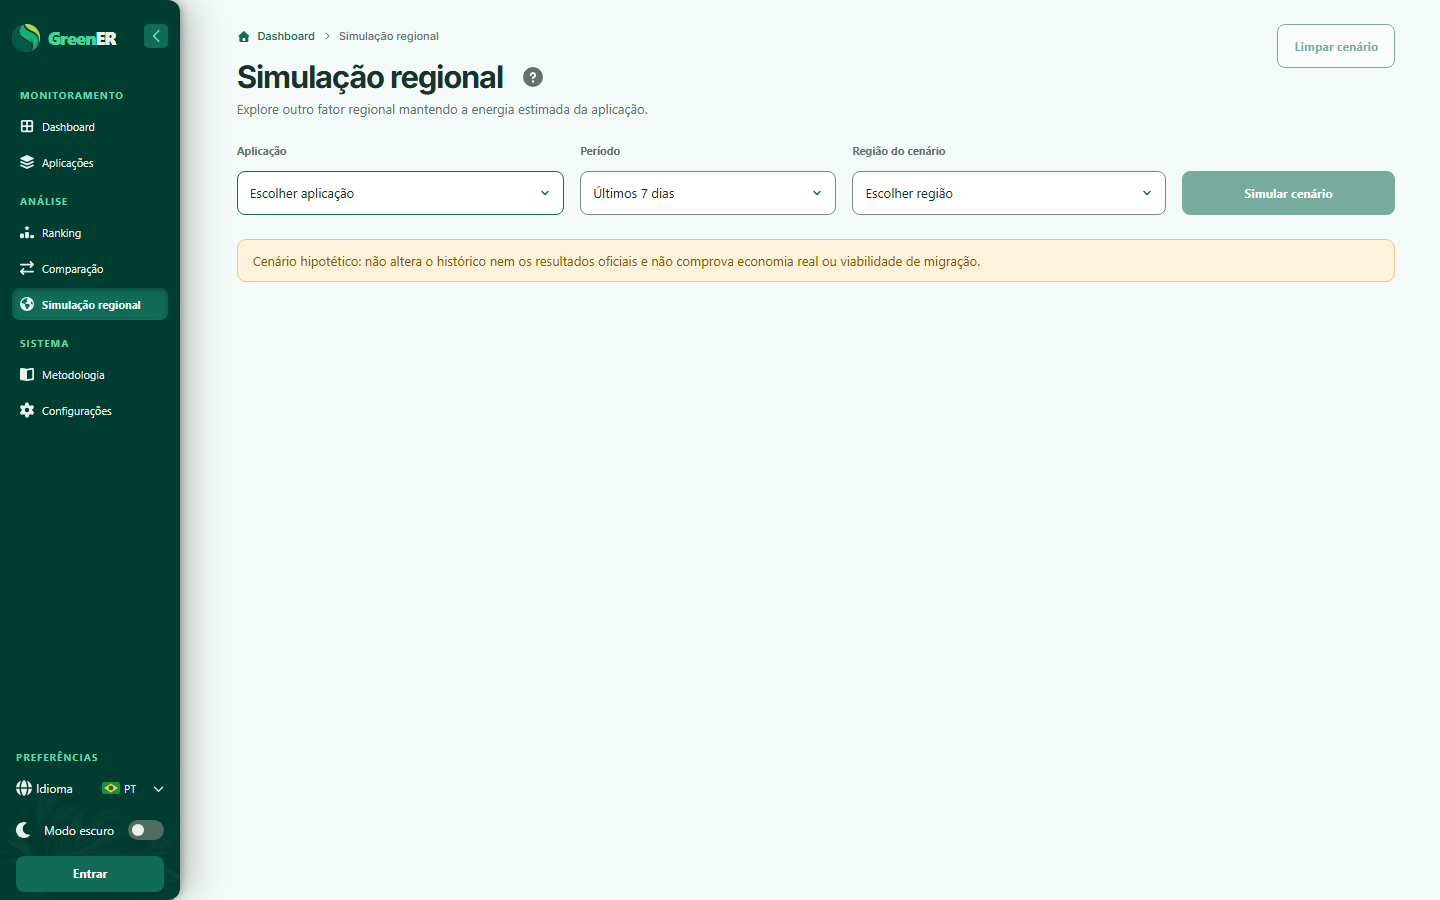 GreenER
MONITORAMENTO
Dashboard
Aplicações
ANÁLISE
Ranking
Comparação
Simulação regional
SISTEMA
Metodologia
Configurações
PREFERÊNCIAS
Idioma PT
Modo escuro
Entrar
Dashboard Simulação regional
Limpar cenário
Simulação regional ?
Explore outro fator regional mantendo a energia estimada da aplicação.
Aplicação Período Região do cenário
Escolher aplicação Últimos 7 dias Escolher região Simular cenário
Cenário hipotético: não altera o histórico nem os resultados oficiais e não comprova economia real ou viabilidade de migração.